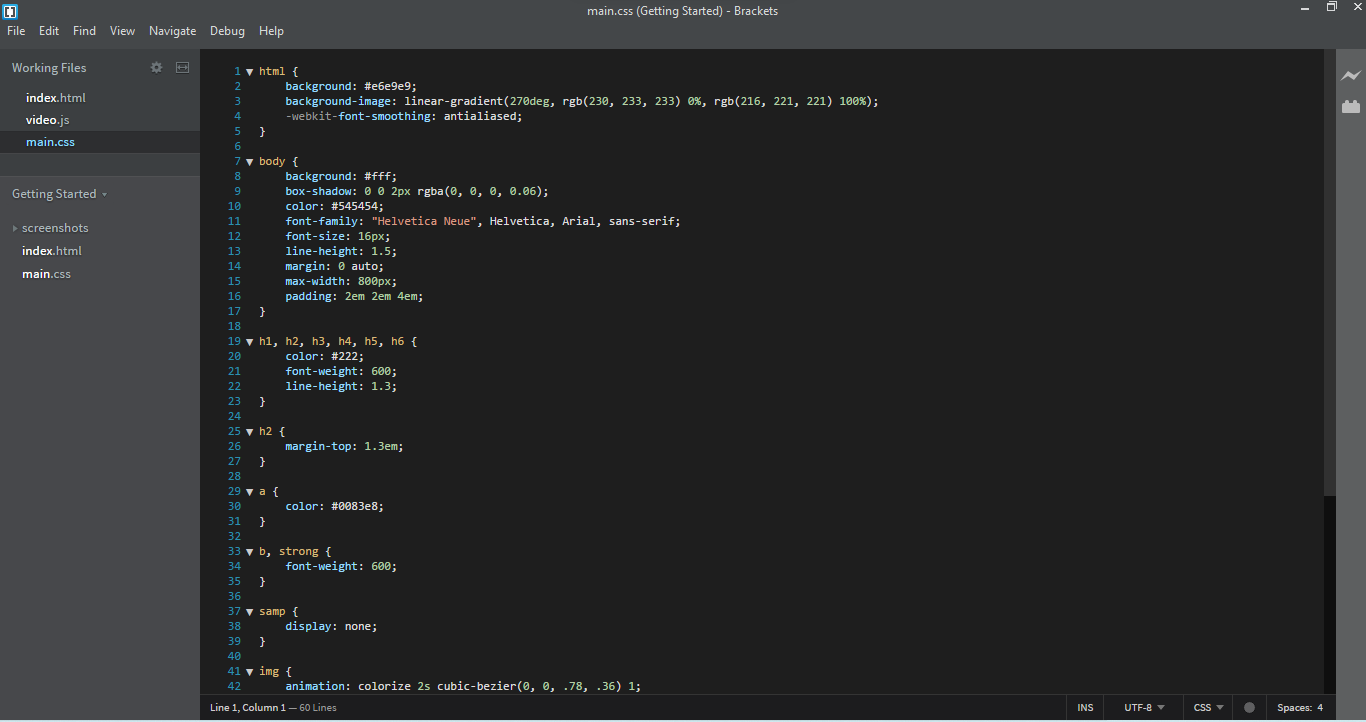 main.css (Getting Started) - Brackets
File Edit Find View Navigate Debug Help
Working Files
index.html
video.js
main.css
Getting Started
screenshots
index.html
main.css
1 html {
2 background: #e6e9e9;
3 background-image: linear-gradient(270deg, rgb(230, 233, 233) 0%, rgb(216, 221, 221) 100%);
4 -webkit-font-smoothing: antialiased;
5 }
6
7 body {
8 background: #fff;
9 box-shadow: 0 0 2px rgba(0, 0, 0, 0.06);
10 color: #545454;
11 font-family: "Helvetica Neue", Helvetica, Arial, sans-serif;
12 font-size: 16px;
13 line-height: 1.5;
14 margin: 0 auto;
15 max-width: 800px;
16 padding: 2em 2em 4em;
17 }
18
19 h1, h2, h3, h4, h5, h6 {
20 color: #222;
21 font-weight: 600;
22 line-height: 1.3;
23 }
24
25 h2 {
26 margin-top: 1.3em;
27 }
28
29 a {
30 color: #0083e8;
31 }
32
33 b, strong {
34 font-weight: 600;
35 }
36
37 samp {
38 display: none;
39 }
40
41 img {
42 animation: colorize 2s cubic-bezier(0, 0, .78, .36) 1;
Line 1, Column 1 — 60 Lines INS UTF-8 CSS Spaces: 4